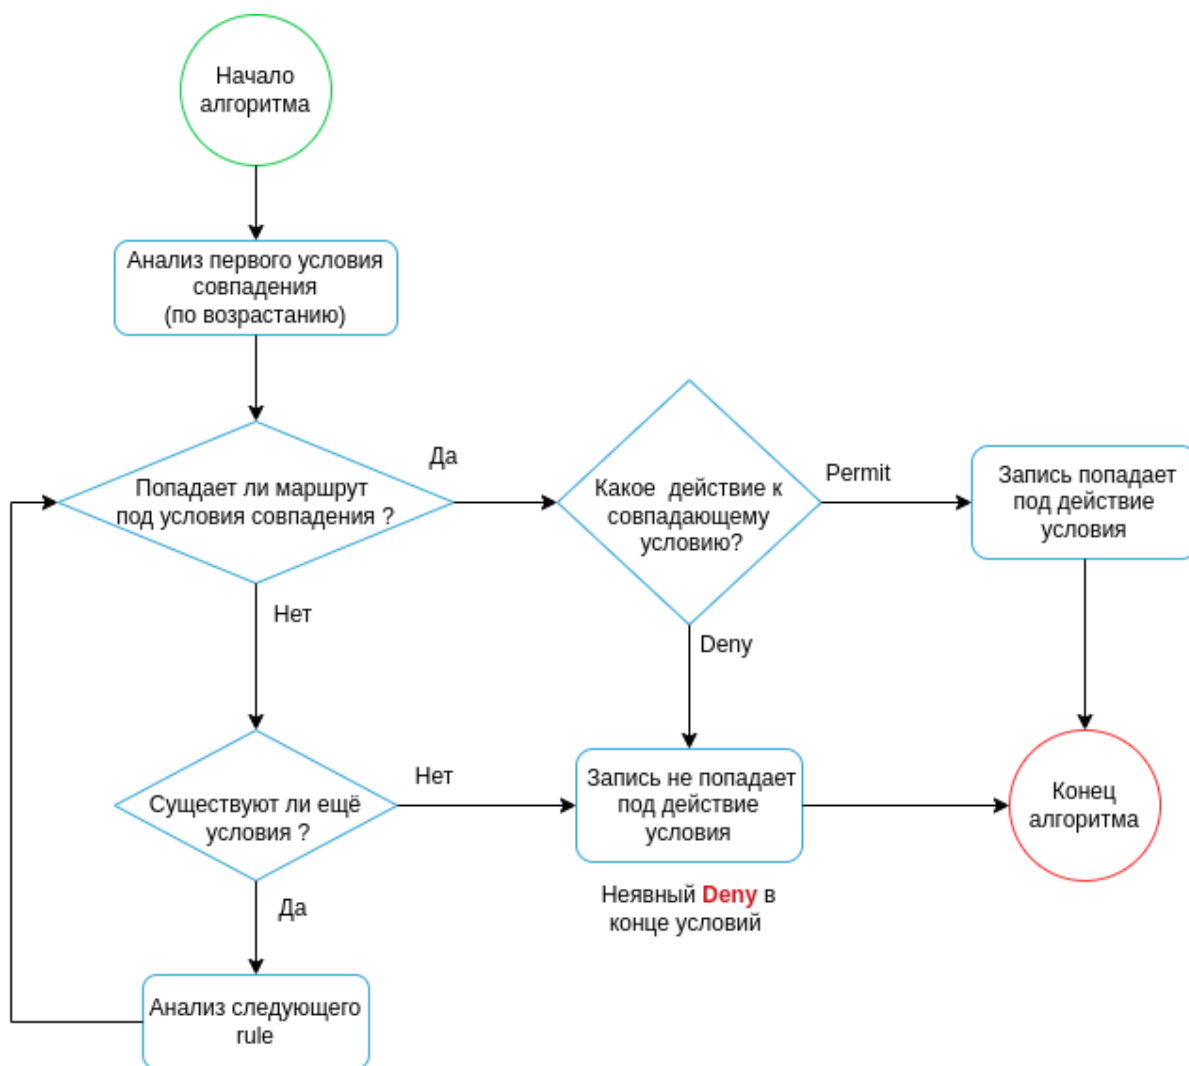 Начало
алгоритма
Анализ первого условия
совпадения
(по возрастанию)
Попадает ли маршрут
под условия совпадения ?
Да
Какое действие к
совпадающему
условию?
Permit
Запись попадает
под действие
условия
Нет
Deny
Существуют ли ещё
условия ?
Нет
Запись не попадает
под действие
условия
Конец
алгоритма
Неявный Deny в
конце условий
Да
Анализ следующего
rule